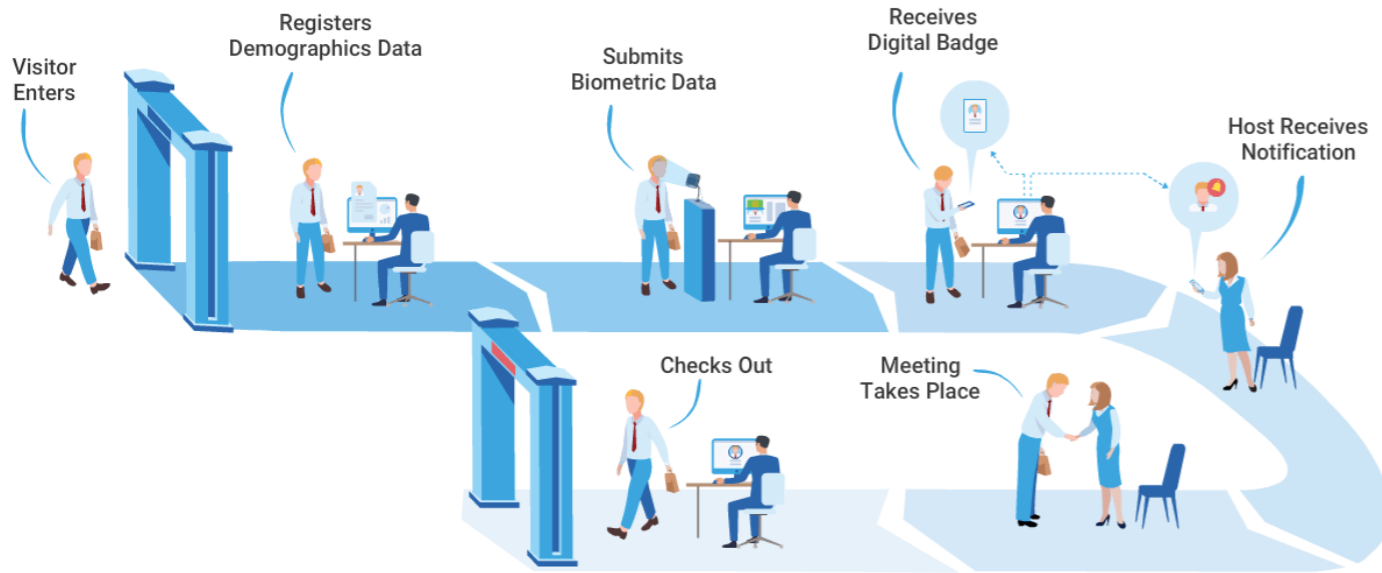 Visitor
Enters
Registers
Demographics Data
Submits
Biometric Data
Receives
Digital Badge
Host Receives
Notification
Meeting
Takes Place
Checks Out